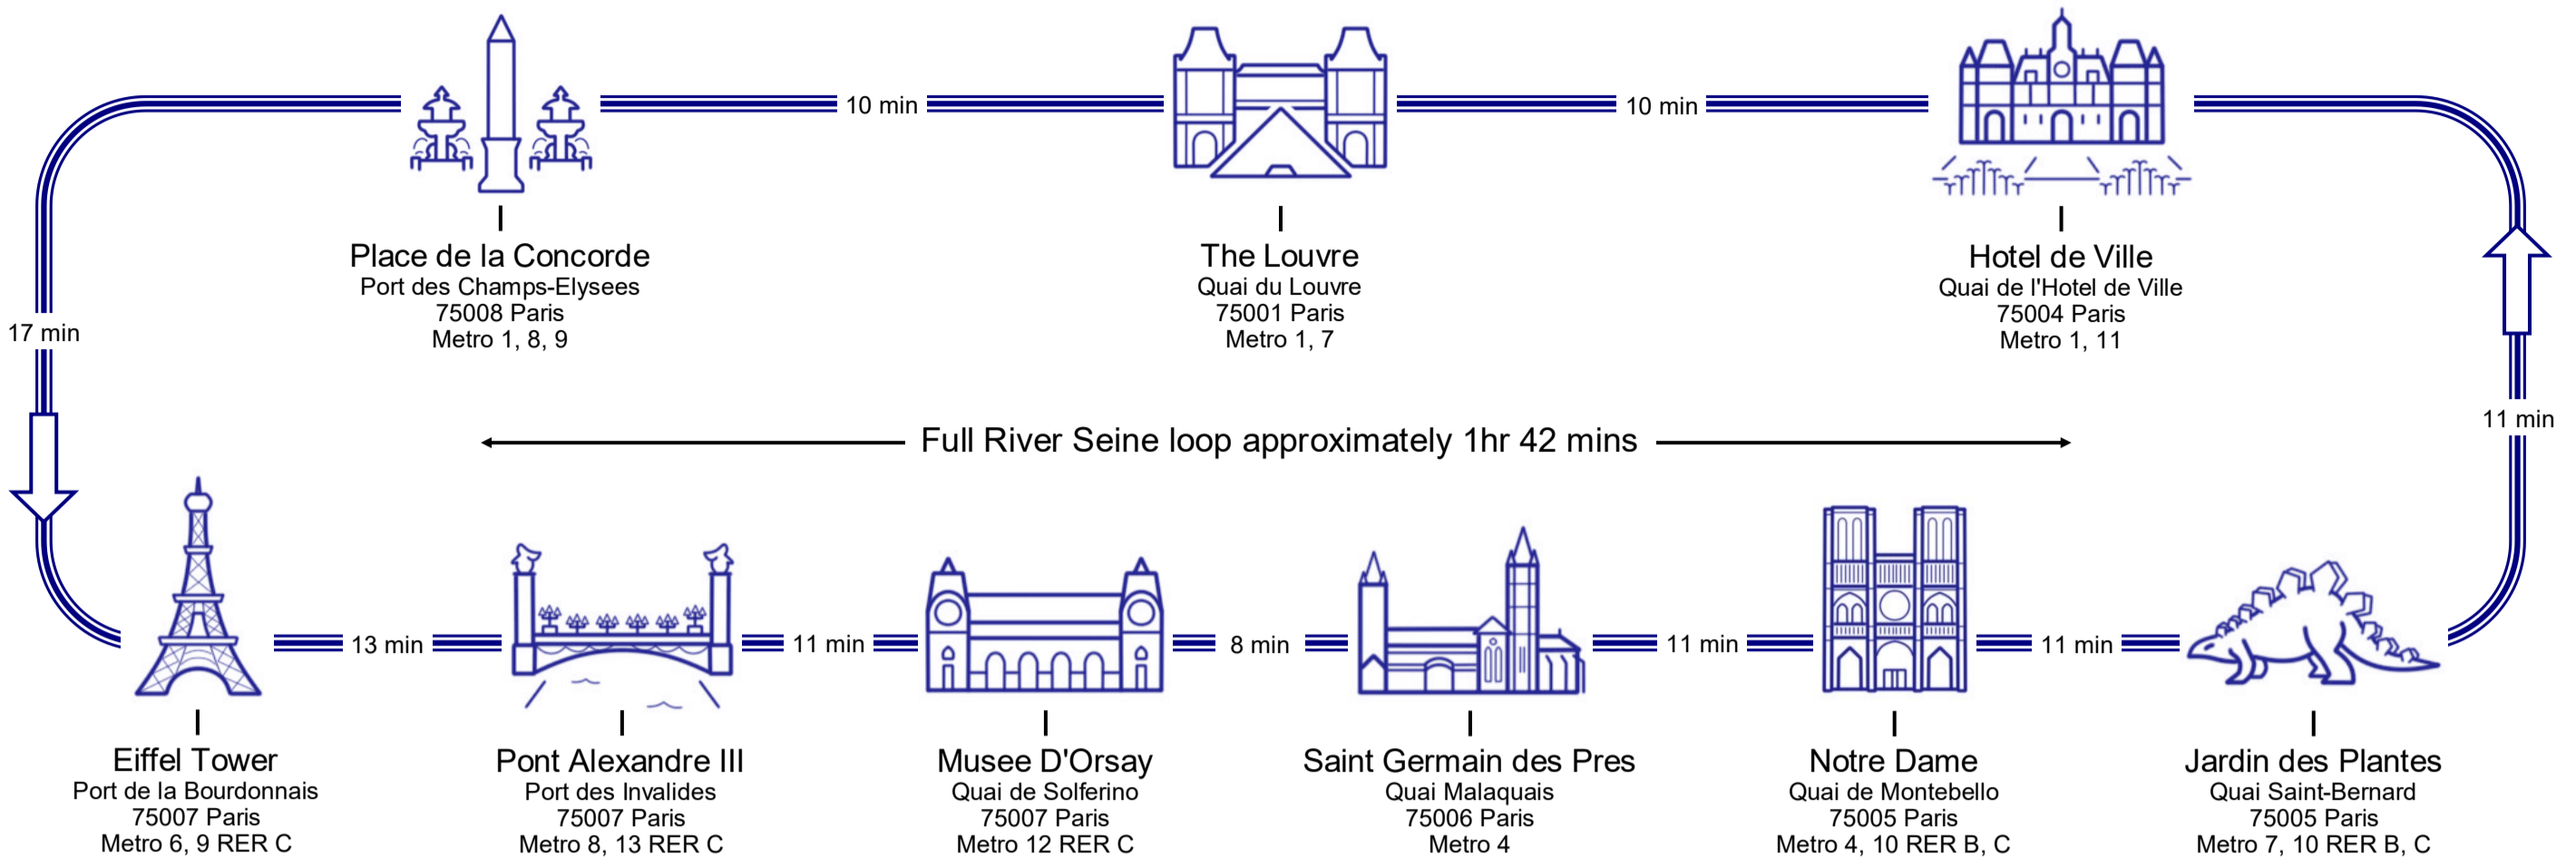 10 min
10 min
Place de la Concorde
Port des Champs-Elysees
75008 Paris
Metro 1, 8, 9
The Louvre
Quai du Louvre
75001 Paris
Metro 1, 7
Hotel de Ville
Quai de l'Hotel de Ville
75004 Paris
Metro 1, 11
17 min
11 min
Full River Seine loop approximately 1hr 42 mins
13 min
11 min
8 min
11 min
11 min
Eiffel Tower
Port de la Bourdonnais
75007 Paris
Metro 6, 9 RER C
Pont Alexandre III
Port des Invalides
75007 Paris
Metro 8, 13 RER C
Musee D'Orsay
Quai de Solferino
75007 Paris
Metro 12 RER C
Saint Germain des Pres
Quai Malaquais
75006 Paris
Metro 4
Notre Dame
Quai de Montebello
75005 Paris
Metro 4, 10 RER B, C
Jardin des Plantes
Quai Saint-Bernard
75005 Paris
Metro 7, 10 RER B, C